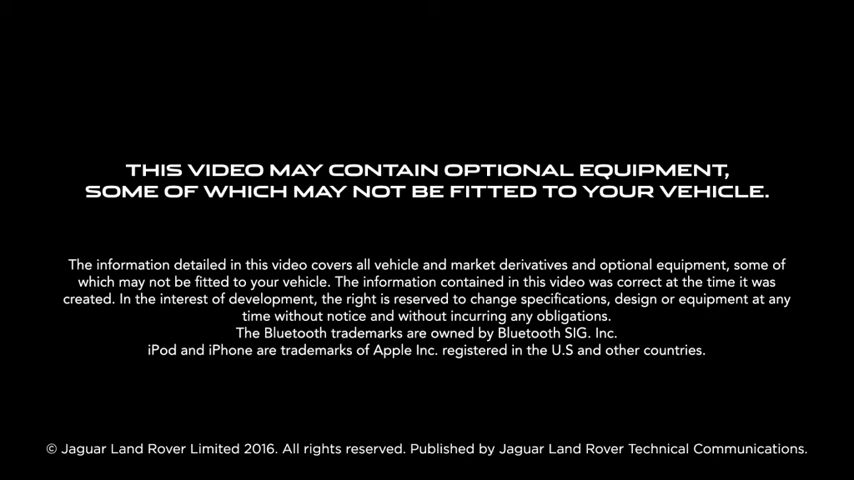 THIS VIDEO MAY CONTAIN OPTIONAL EQUIPMENT,
SOME OF WHICH MAY NOT BE FITTED TO YOUR VEHICLE.
The information detailed in this video covers all vehicle and market derivatives and optional equipment, some of
which may not be fitted to your vehicle. The information contained in this video was correct at the time it was
created. In the interest of development, the right is reserved to change specifications, design or equipment at any
time without notice and without incurring any obligations.
The Bluetooth trademarks are owned by Bluetooth SIG. Inc.
iPod and iPhone are trademarks of Apple Inc. registered in the U.S and other countries.
© Jaguar Land Rover Limited 2016. All rights reserved. Published by Jaguar Land Rover Technical Communications.